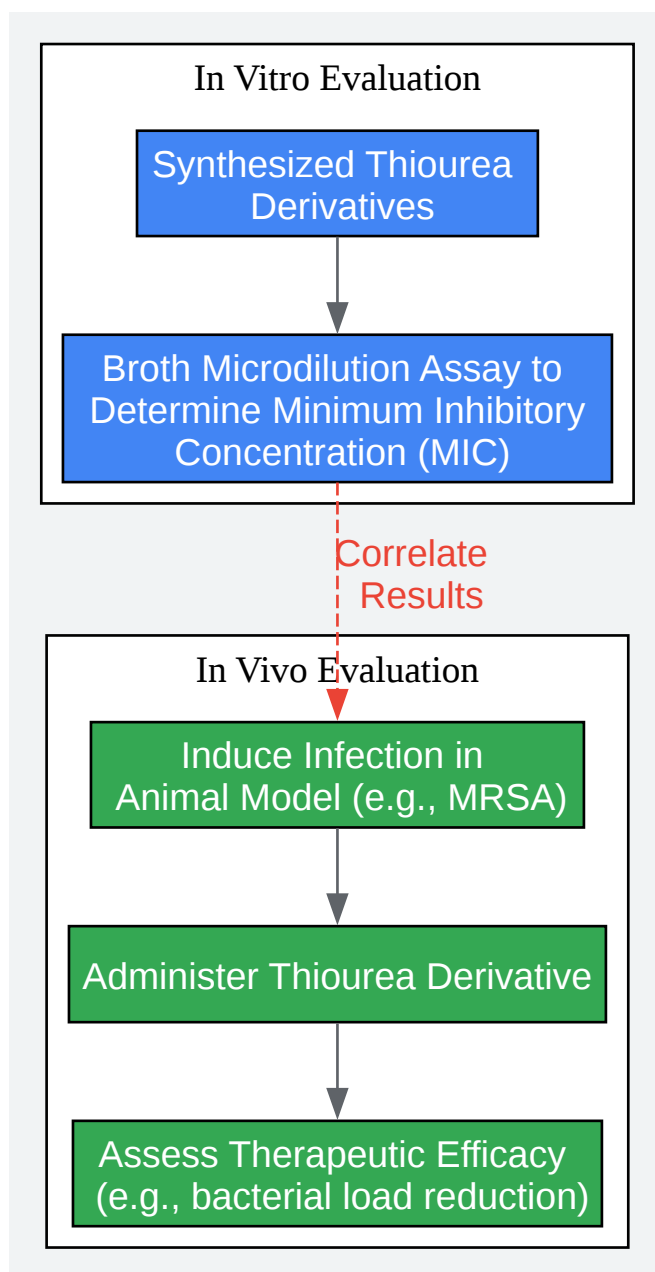 In Vitro Evaluation
Synthesized Thiourea
Derivatives
Broth Microdilution Assay to
Determine Minimum Inhibitory
Concentration (MIC)
Correlate
Results
In Vivo Evaluation
Induce Infection in
Animal Model (e.g., MRSA)
Administer Thiourea Derivative
Assess Therapeutic Efficacy
(e.g., bacterial load reduction)